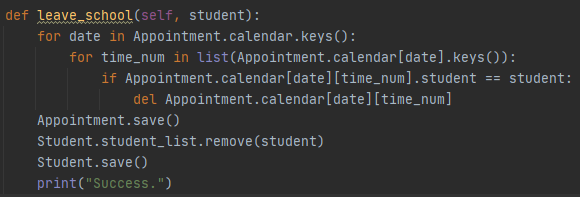 def leave_school(self, student):
    for date in Appointment.calendar.keys():
        for time_num in list(Appointment.calendar[date].keys()):
            if Appointment.calendar[date][time_num].student == student:
                del Appointment.calendar[date][time_num]
    Appointment.save()
    Student.student_list.remove(student)
    Student.save()
    print("Success.")